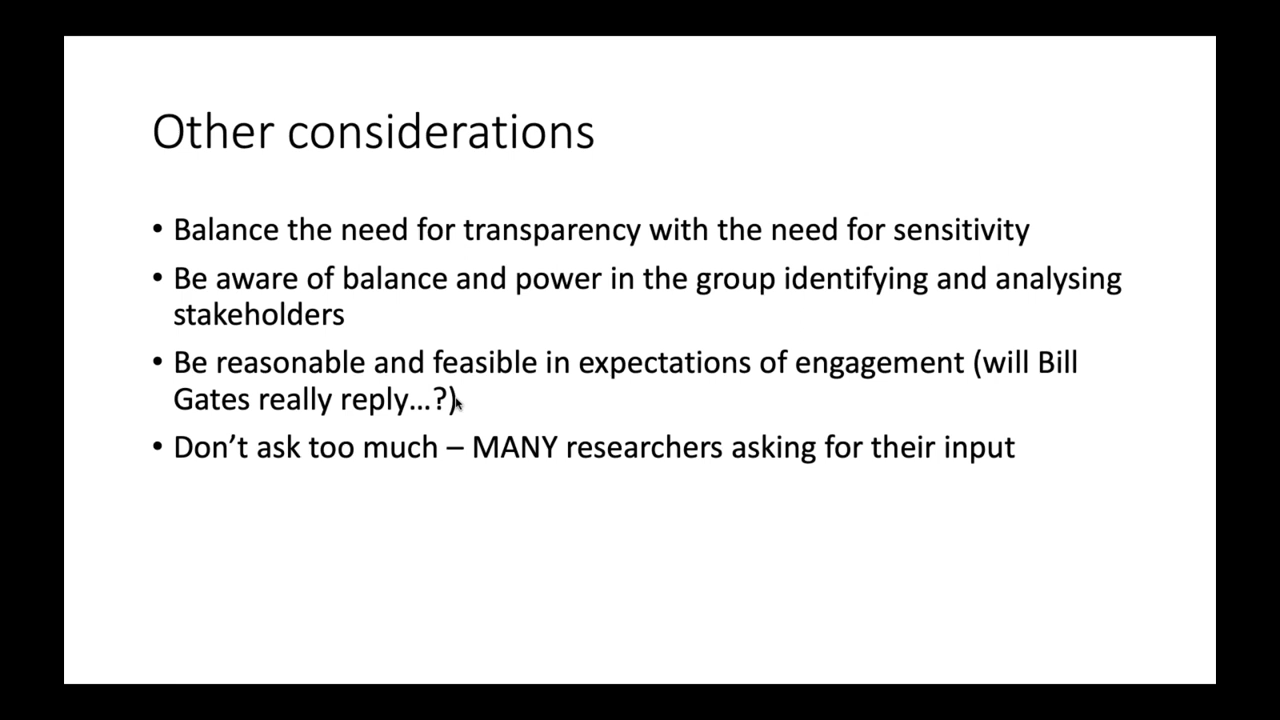 Other considerations
• Balance the need for transparency with the need for sensitivity
• Be aware of balance and power in the group identifying and analysing
stakeholders
• Be reasonable and feasible in expectations of engagement (will Bill
Gates really reply…?)
• Don’t ask too much – MANY researchers asking for their input